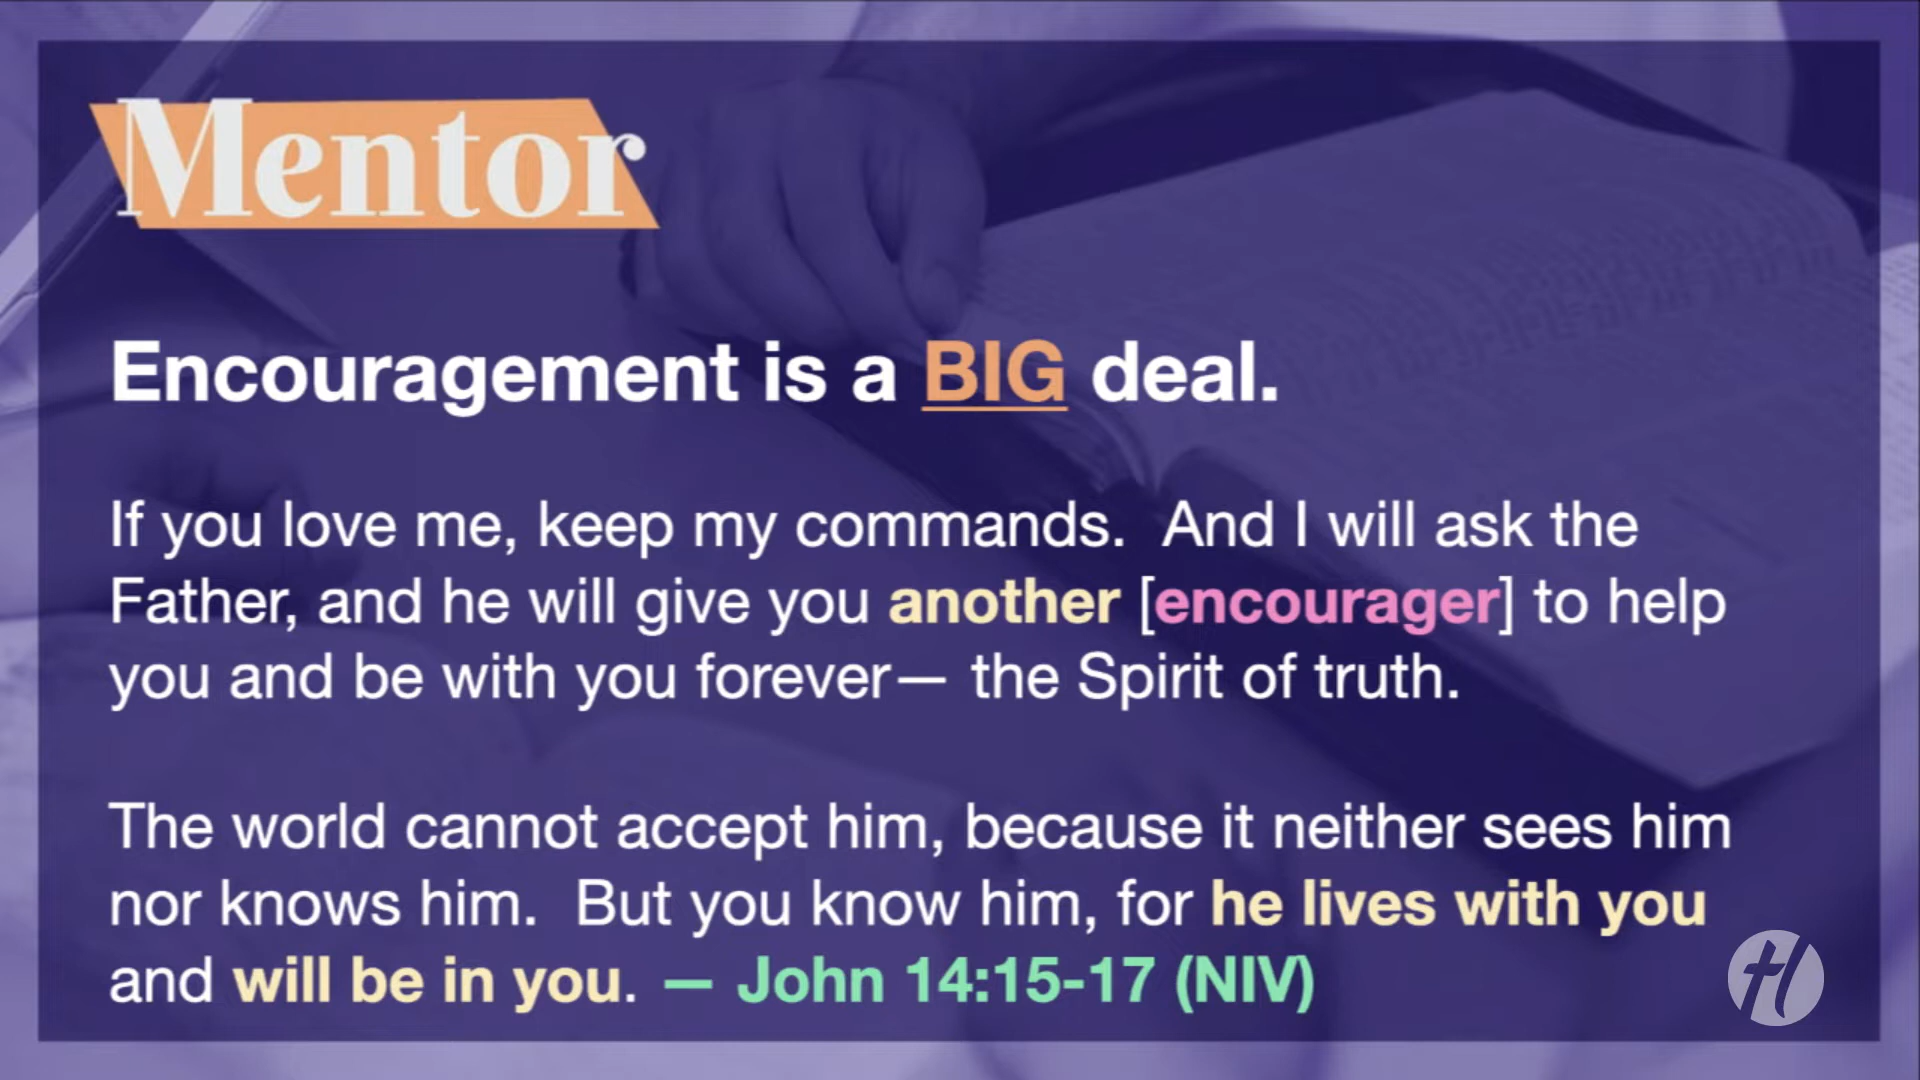 Mentor
Encouragement is a BIG deal.
If you love me, keep my commands.  And I will ask the
Father, and he will give you another [encourager] to help
you and be with you forever— the Spirit of truth.
The world cannot accept him, because it neither sees him
nor knows him.  But you know him, for he lives with you
and will be in you. — John 14:15-17 (NIV)